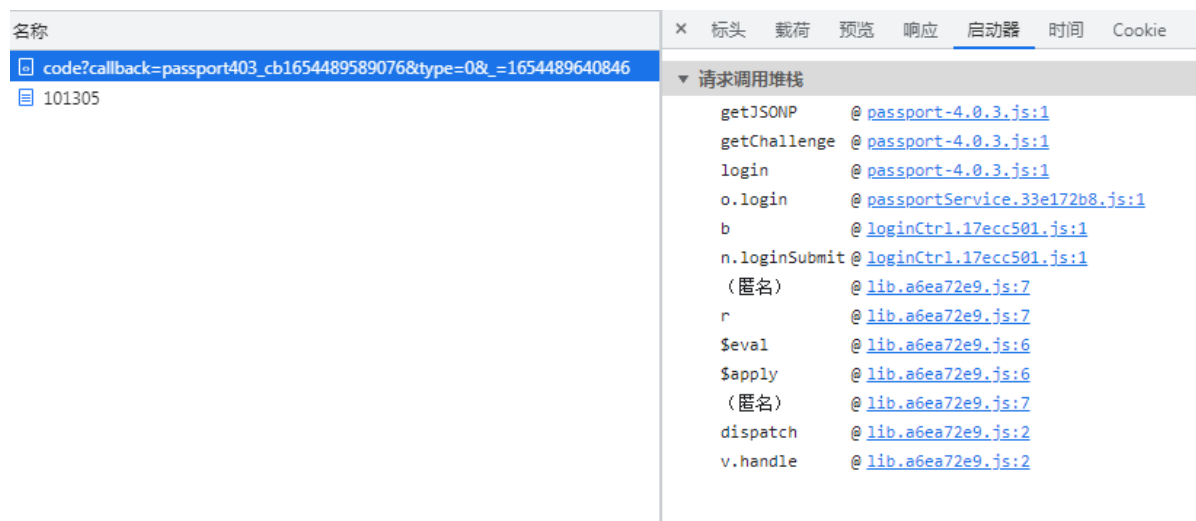 名称
code?callback=passport403_cb1654489589076&type=0&_=1654489640846
101305
× 标头 载荷 预览 响应 启动器 时间 Cookie
▼ 请求调用堆栈
getJSONP @ passport-4.0.3.js:1
getChallenge @ passport-4.0.3.js:1
login @ passport-4.0.3.js:1
o.login @ passportService.33e172b8.js:1
b @ loginCtrl.17ecc501.js:1
n.loginSubmit @ loginCtrl.17ecc501.js:1
（匿名） @ lib.a6ea72e9.js:7
r @ lib.a6ea72e9.js:7
$eval @ lib.a6ea72e9.js:6
$apply @ lib.a6ea72e9.js:6
（匿名） @ lib.a6ea72e9.js:7
dispatch @ lib.a6ea72e9.js:2
v.handle @ lib.a6ea72e9.js:2